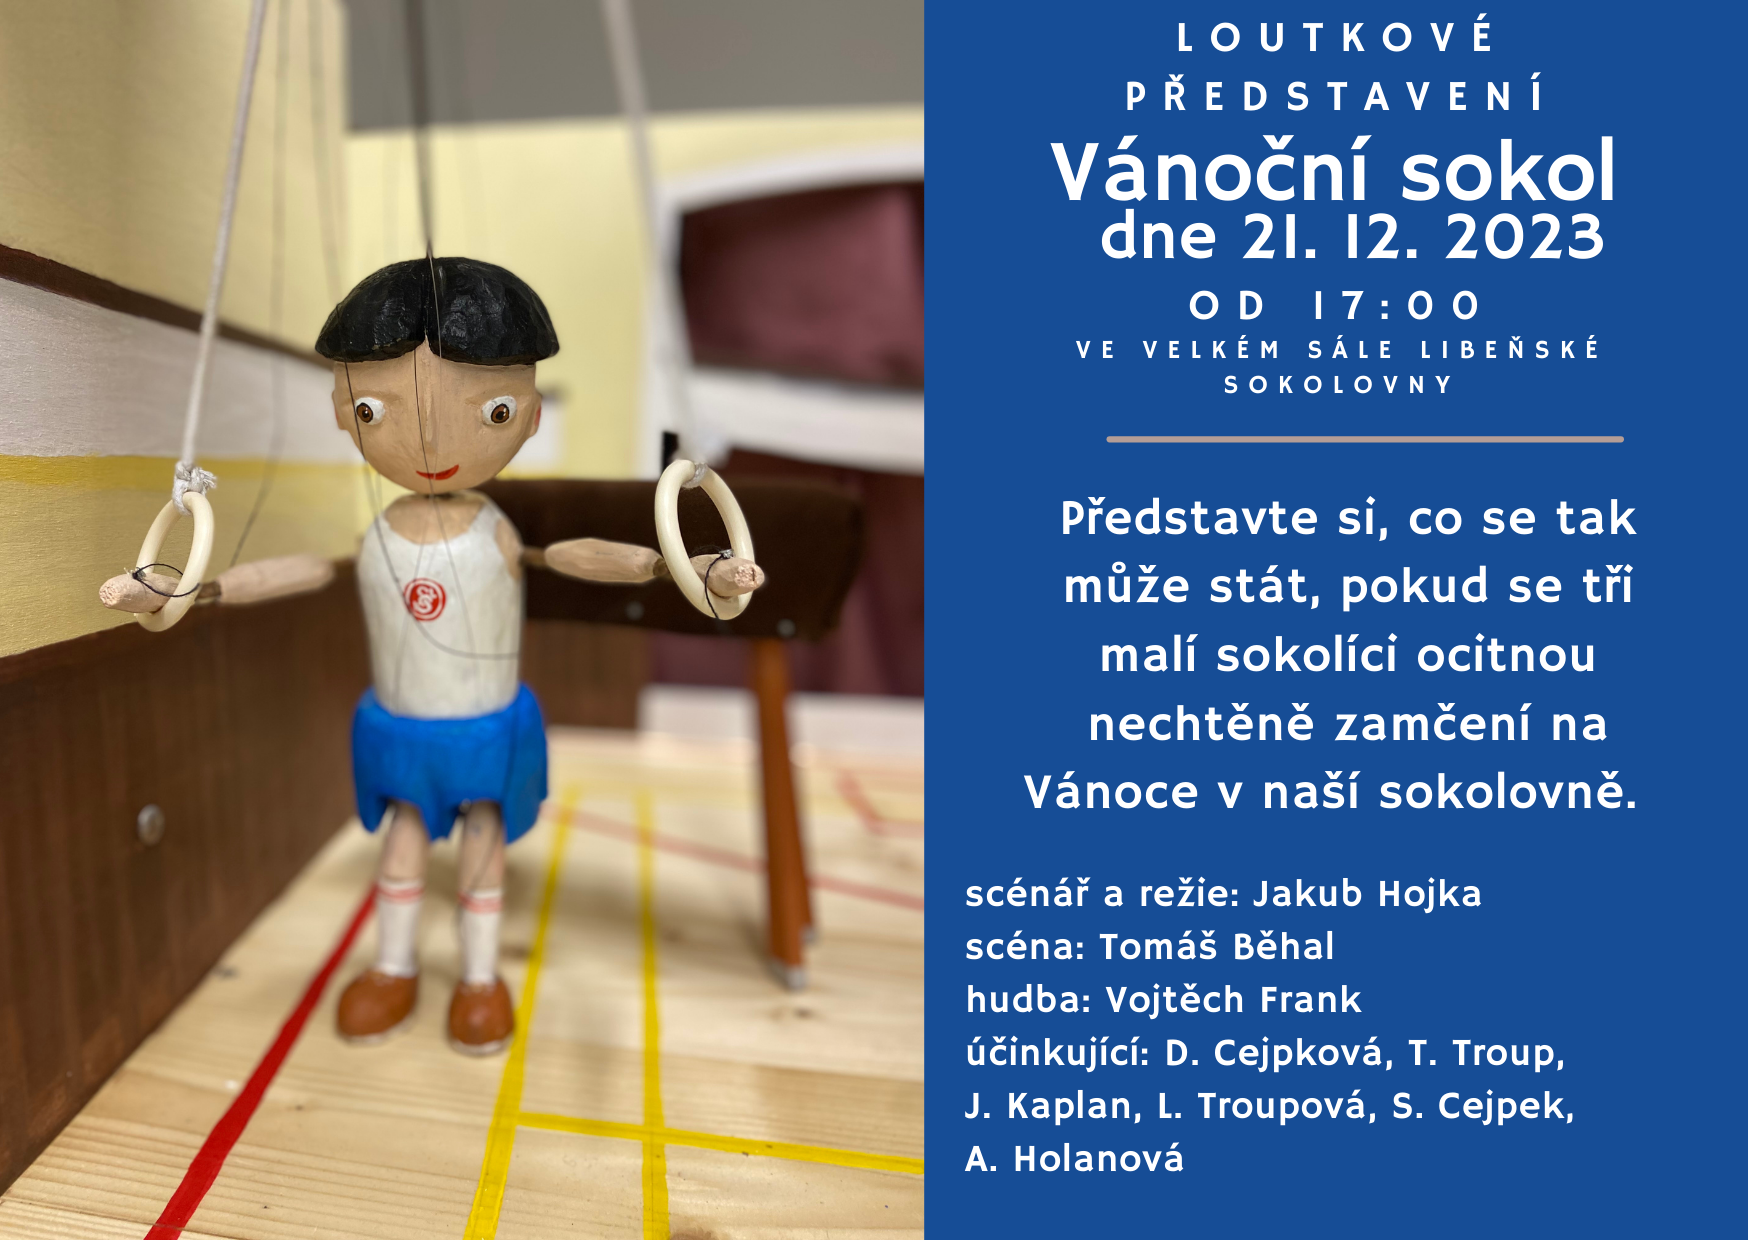 LOUTKOVÉ
PŘEDSTAVENÍ
Vánoční sokol
dne 21. 12. 2023
OD 17:00
VE VELKÉM SÁLE LIBEŇSKÉ
SOKOLOVNY
Představte si, co se tak
může stát, pokud se tři
malí sokolíci ocitnou
nechtěně zamčení na
Vánoce v naší sokolovně.
scénář a režie: Jakub Hojka
scéna: Tomáš Běhal
hudba: Vojtěch Frank
účinkující: D. Cejpková, T. Troup,
J. Kaplan, L. Troupová, S. Cejpek,
A. Holanová